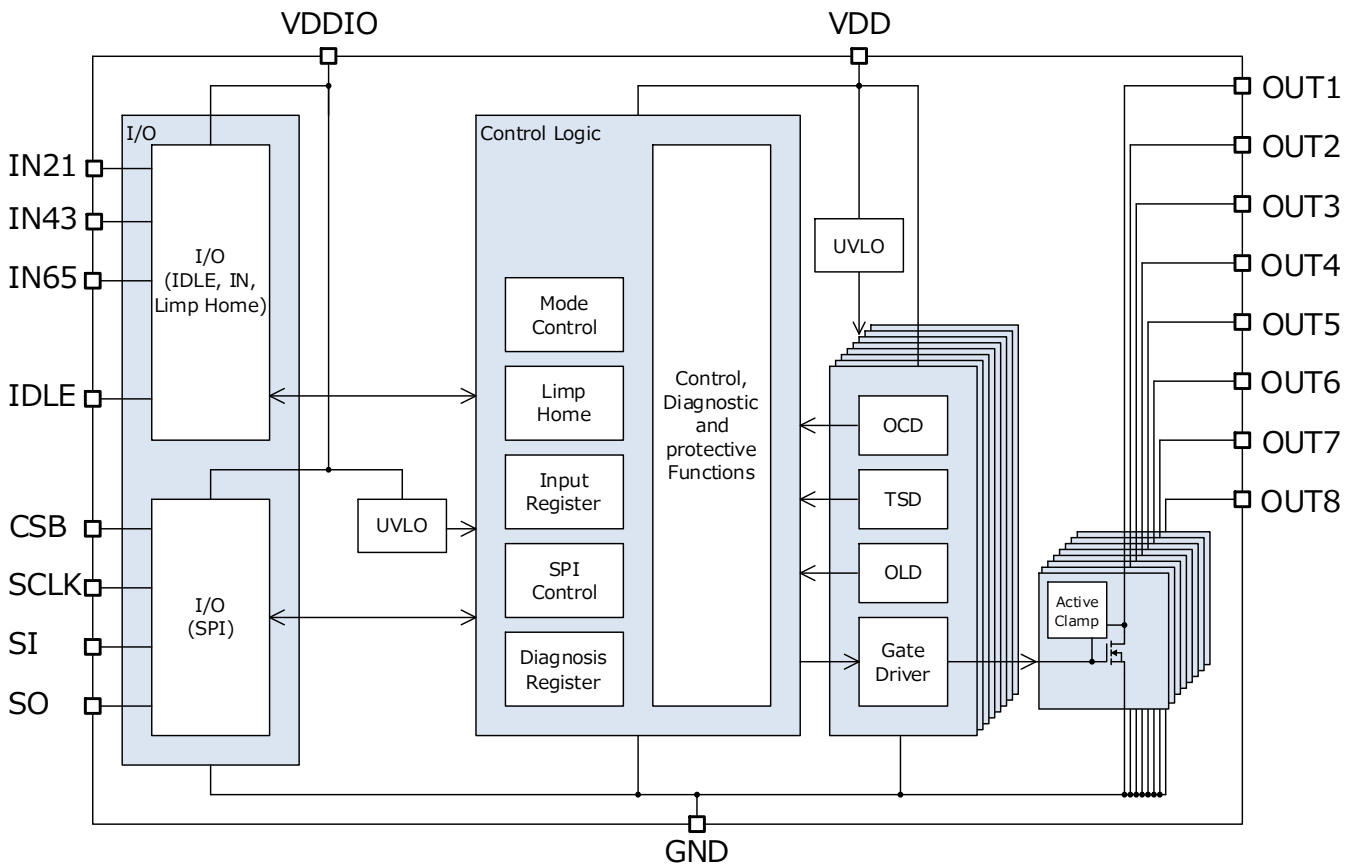 VDDIO
VDD
OUT1
OUT2
OUT3
OUT4
OUT5
OUT6
OUT7
OUT8
IN21
IN43
IN65
IDLE
CSB
SCLK
SI
SO
I/O
I/O
(IDLE, IN,
Limp Home)
I/O
(SPI)
UVLO
Control Logic
Mode
Control
Limp
Home
Input
Register
SPI
Control
Diagnosis
Register
Control,
Diagnostic
and
protective
Functions
UVLO
OCD
TSD
OLD
Gate
Driver
Active
Clamp
GND